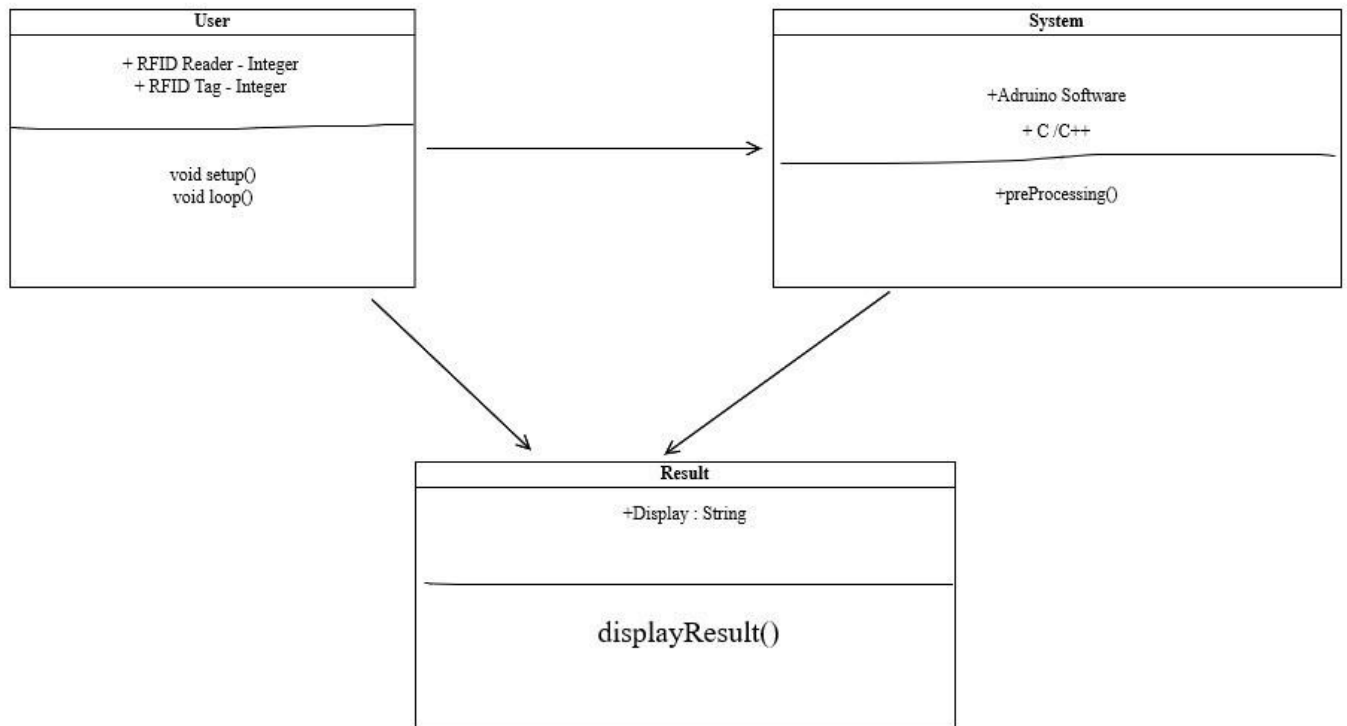 User
+ RFID Reader - Integer
+ RFID Tag - Integer
void setup()
void loop()
System
+Adruino Software
+ C /C++
+preProcessing()
Result
+Display : String
displayResult()